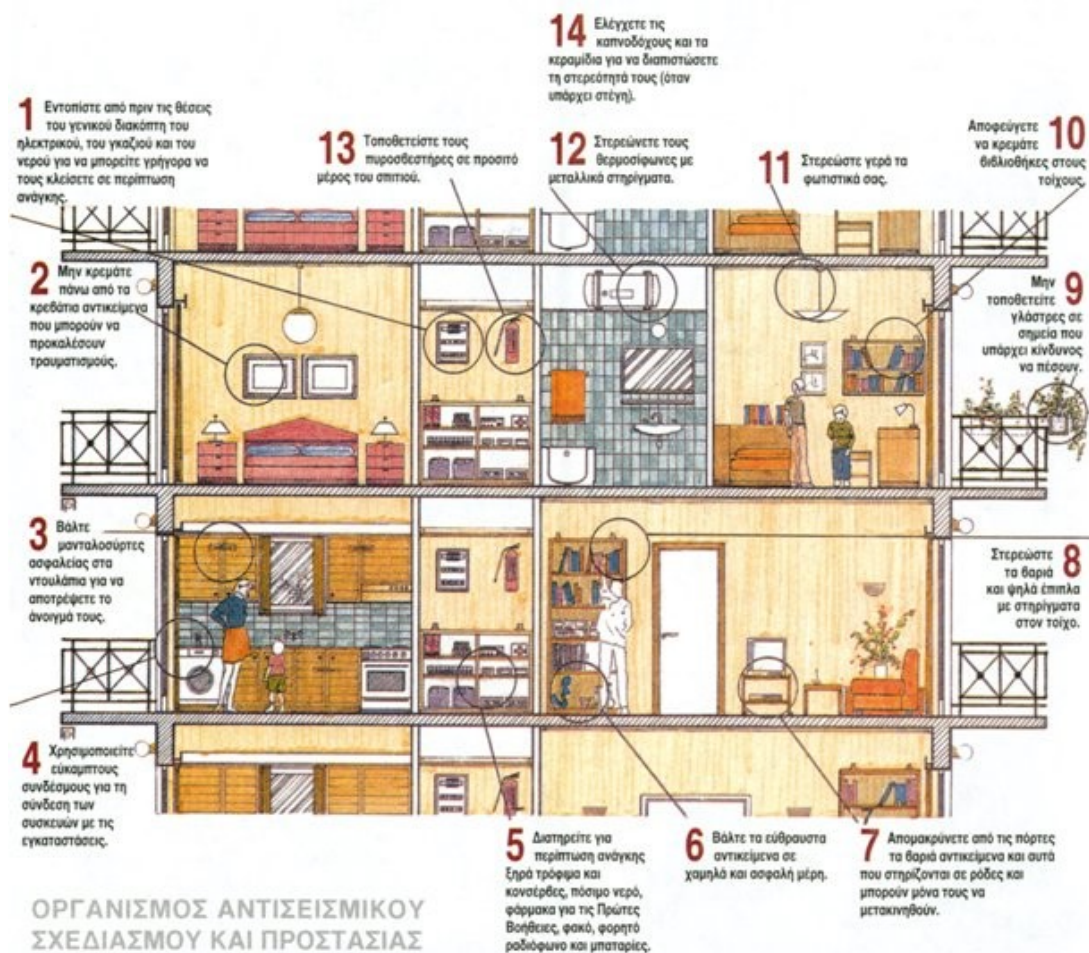 14 Ελέγχετε τις
καπνοδόχους και τα
κεραμίδια για να διαπιστώσετε
τη στερεότητά τους (όταν
υπάρχει στέγη).
1 Εντοπίστε από πριν τις θέσεις
του γενικού διακόπτη του
ηλεκτρικού, του γκαζιού και του
νερού για να μπορείτε γρήγορα να
τους κλείσετε σε περίπτωση
ανάγκης.
13 Τοποθετείστε τους
πυροσβεστήρες σε προσιτό
μέρος του σπιτιού.
12 Στερεώνετε τους
θερμοσίφωνες με
μεταλλικά στηρίγματα.
11 Στερεώστε γερά τα
φωτιστικά σας.
Αποφεύγετε 10
να κρεμάτε
βιβλιοθήκες στους
τοίχους.
2 Μην κρεμάτε
πάνω από τα
κρεβάτια αντικείμενα
που μπορούν να
προκαλέσουν
τραυματισμούς.
Μην 9
τοποθετείτε
γλάστρες σε
σημεία που
υπάρχει κίνδυνος
να πέσουν.
3 Βάλτε
μανταλοσύρτες
ασφαλείας στα
ντουλάπια για να
αποτρέψετε το
άνοιγμά τους.
Στερεώστε 8
τα βαριά
και ψηλά έπιπλα
με στηρίγματα
στον τοίχο.
4 Χρησιμοποιείτε
εύκαμπτους
συνδέσμους για τη
σύνδεση των
συσκευών με τις
εγκαταστάσεις.
5 Διατηρείτε για
περίπτωση ανάγκης
ξηρά τρόφιμα και
κονσέρβες, πόσιμο νερό,
φάρμακα για τις Πρώτες
Βοήθειες, φακό, φορητό
ραδιόφωνο και μπαταρίες.
6 Βάλτε τα εύθραυστα
αντικείμενα σε
χαμηλά και ασφαλή μέρη.
7 Απομακρύνετε από τις πόρτες
τα βαριά αντικείμενα και αυτά
που στηρίζονται σε ρόδες και
μπορούν μόνα τους να
μετακινηθούν.
ΟΡΓΑΝΙΣΜΟΣ ΑΝΤΙΣΕΙΣΜΙΚΟΥ
ΣΧΕΔΙΑΣΜΟΥ ΚΑΙ ΠΡΟΣΤΑΣΙΑΣ